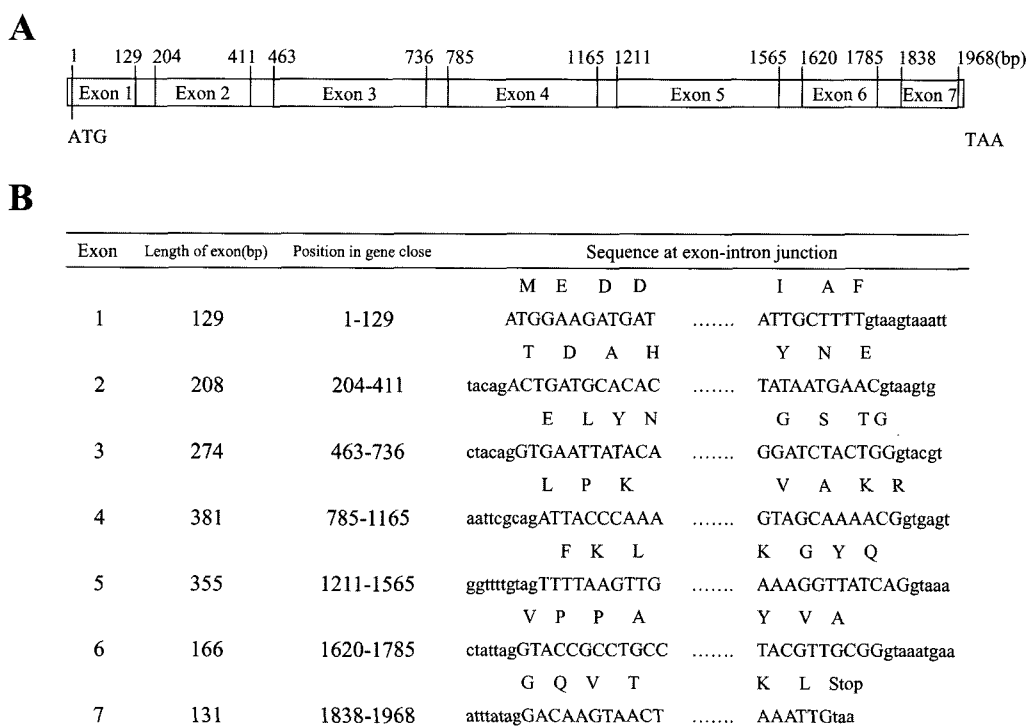 A
1 129 204 411 463 736 785 1165 1211 1565 1620 1785 1838 1968(bp)
Exon 1 Exon 2 Exon 3 Exon 4 Exon 5 Exon 6 Exon 7
ATG TAA
B
Exon Length of exon(bp) Position in gene close Sequence at exon-intron junction
M E D D I A F
1 129 1-129 ATGGAAGATGAT ....... ATTGCTTTTgtaagtaaatt
T D A H Y N E
2 208 204-411 tacagACTGATGCACAC ....... TATAATGAACgtaagtg
E L Y N G S T G
3 274 463-736 ctacagGTGAATTATACA ....... GGATCTACTGGgtacgt
L P K V A K R
4 381 785-1165 aattcgcagATTACCCAAA ....... GTAGCAAAACGgtgagt
F K L K G Y Q
5 355 1211-1565 ggttttgtagTTTTAAGTTG ....... AAAGGTTATCAGgtaaa
V P P A Y V A
6 166 1620-1785 ctattagGTACCGCCTGCC ....... TACGTTGCGGgtaaatgaa
G Q V T K L Stop
7 131 1838-1968 atttatagGACAAGTAACT ....... AAATTGtaa